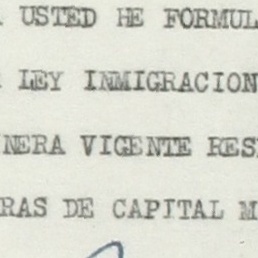 USTED HE FORMUL
LEY INMIGRACION
NERA VIGENTE RES
RAS DE CAPITAL M